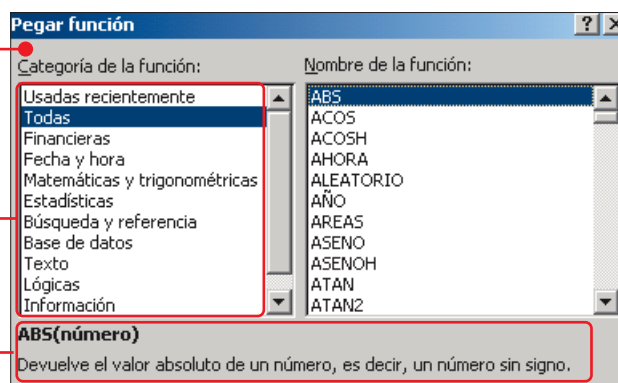 Pegar función
Categoría de la función:
Usadas recientemente
Todas
Financieras
Fecha y hora
Matemáticas y trigonométricas
Estadísticas
Búsqueda y referencia
Base de datos
Texto
Lógicas
Información
Nombre de la función:
ABS
ACOS
ACOSH
AHORA
ALEATORIO
AÑO
AREAS
ASENO
ASENOH
ATAN
ATAN2
ABS(número)
Devuelve el valor absoluto de un número, es decir, un número sin signo.